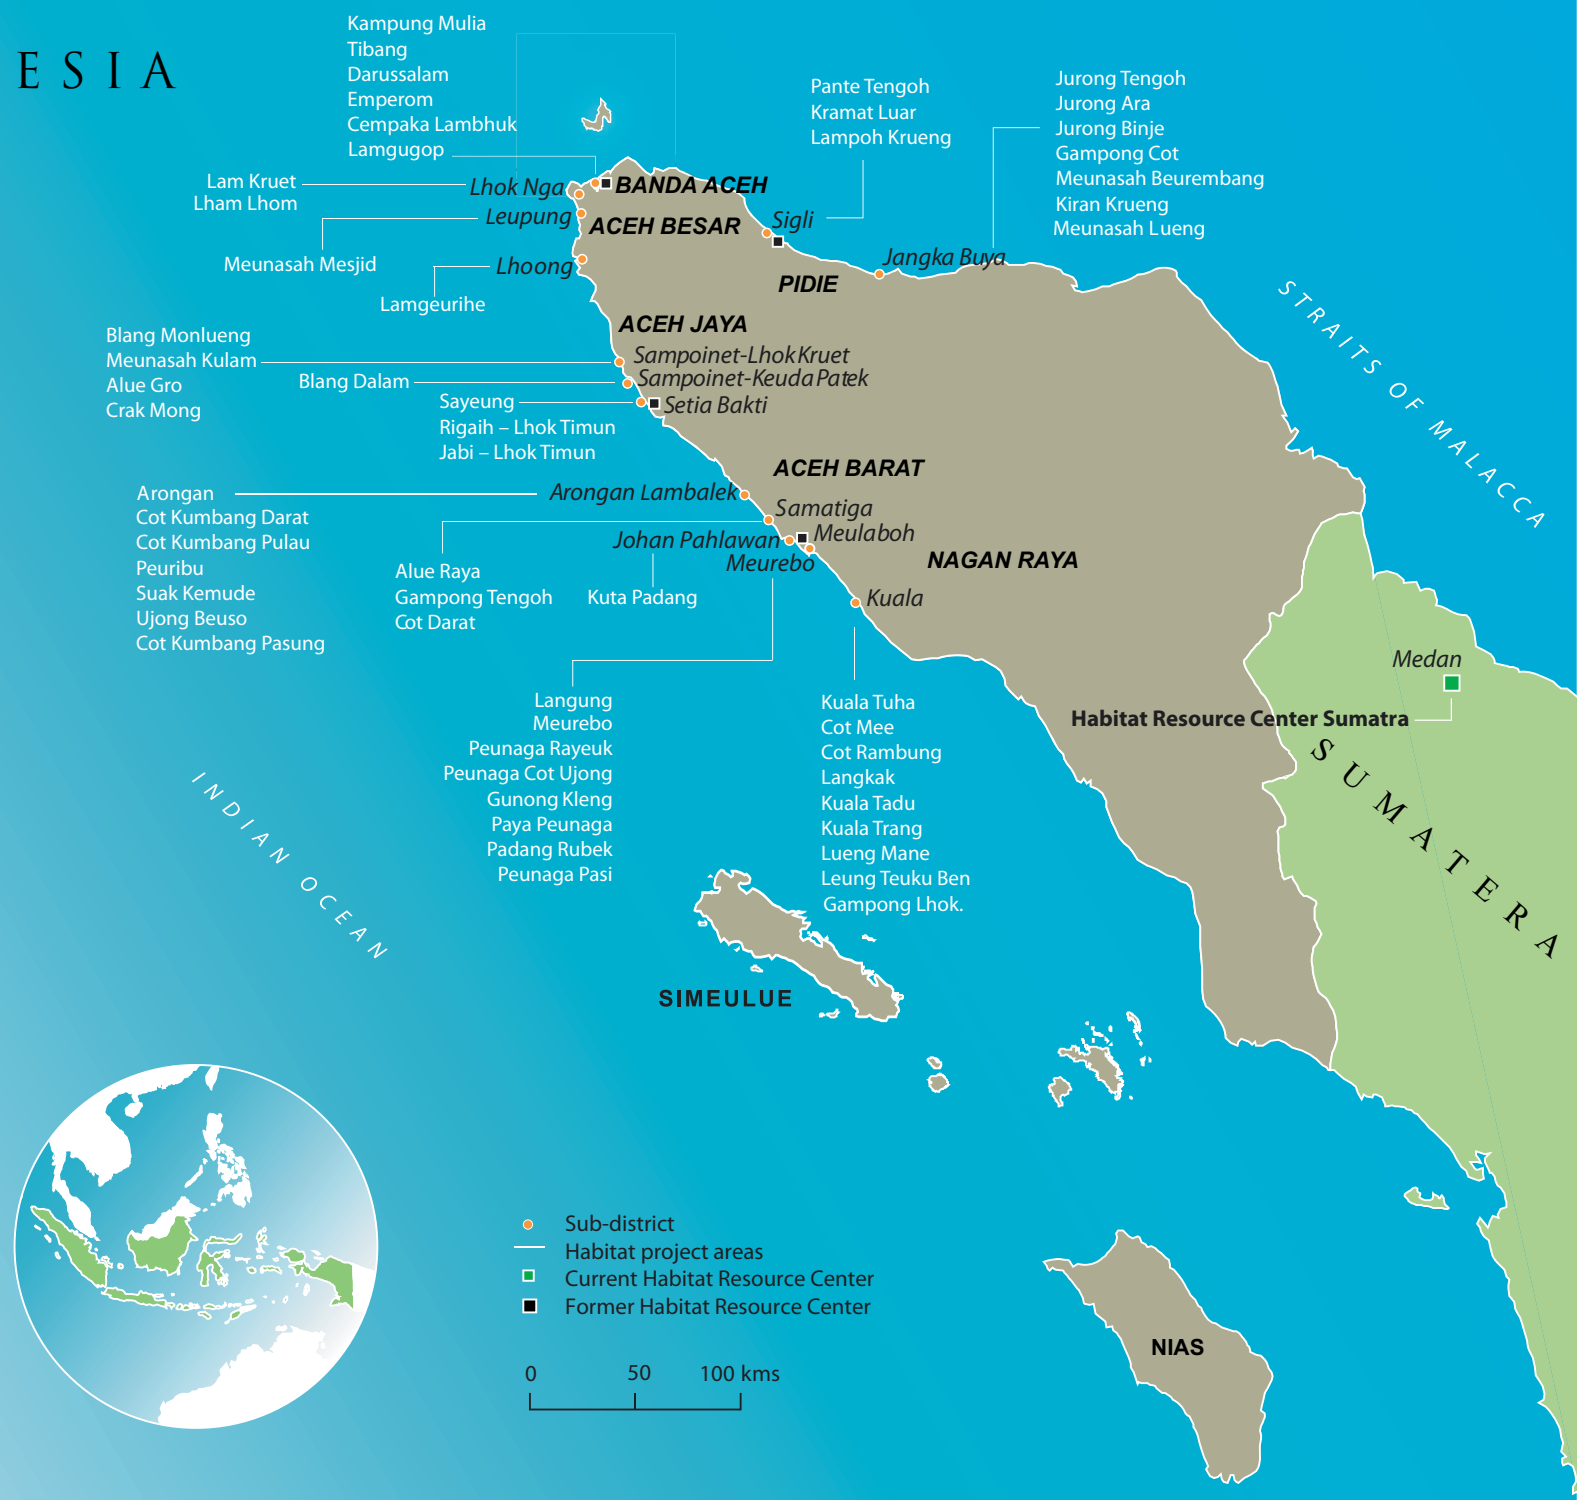 ESIA
Kampung Mulia
Tibang
Darussalam
Emperom
Cempaka Lambhuk
Lamgugop
Pante Tengoh
Kramat Luar
Lampoh Krueng
Jurong Tengoh
Jurong Ara
Jurong Binje
Gampong Cot
Meunasah Beurembang
Kiran Krueng
Meunasah Lueng
Lam Kruet
Lham Lhom
Lhok Nga
BANDA ACEH
Leupung
ACEH BESAR
Sigli
Meunasah Mesjid
Lhoong
Jangka Buya
PIDIE
Lamgeurihe
STRAITS OF MALACCA
ACEH JAYA
Blang Monlueng
Meunasah Kulam
Alue Gro
Crak Mong
Sampoinet-Lhok Kruet
Blang Dalam
Sampoinet-Keuda Patek
Sayeung
Rigaih – Lhok Timun
Jabi – Lhok Timun
Setia Bakti
ACEH BARAT
Arongan
Cot Kumbang Darat
Cot Kumbang Pulau
Peuribu
Suak Kemude
Ujong Beuso
Cot Kumbang Pasung
Arongan Lambalek
Samatiga
Johan Pahlawan
Meulaboh
Meurebo
NAGAN RAYA
Alue Raya
Gampong Tengoh
Cot Darat
Kuta Padang
Kuala
Medan
Habitat Resource Center Sumatra
SUMATERA
Langung
Meurebo
Peunaga Rayeuk
Peunaga Cot Ujong
Gunong Kleng
Paya Peunaga
Padang Rubek
Peunaga Pasi
Kuala Tuha
Cot Mee
Cot Rambung
Langkak
Kuala Tadu
Kuala Trang
Lueng Mane
Leung Teuku Ben
Gampong Lhok.
INDIAN OCEAN
SIMEULUE
Sub-district
Habitat project areas
Current Habitat Resource Center
Former Habitat Resource Center
NIAS
0 50 100 kms